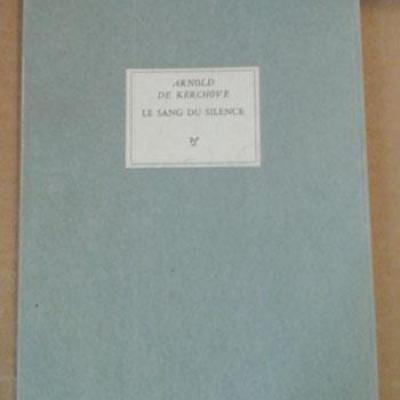 ARNOLD
DE KERCHOVE
LE SANG DU SILENCE